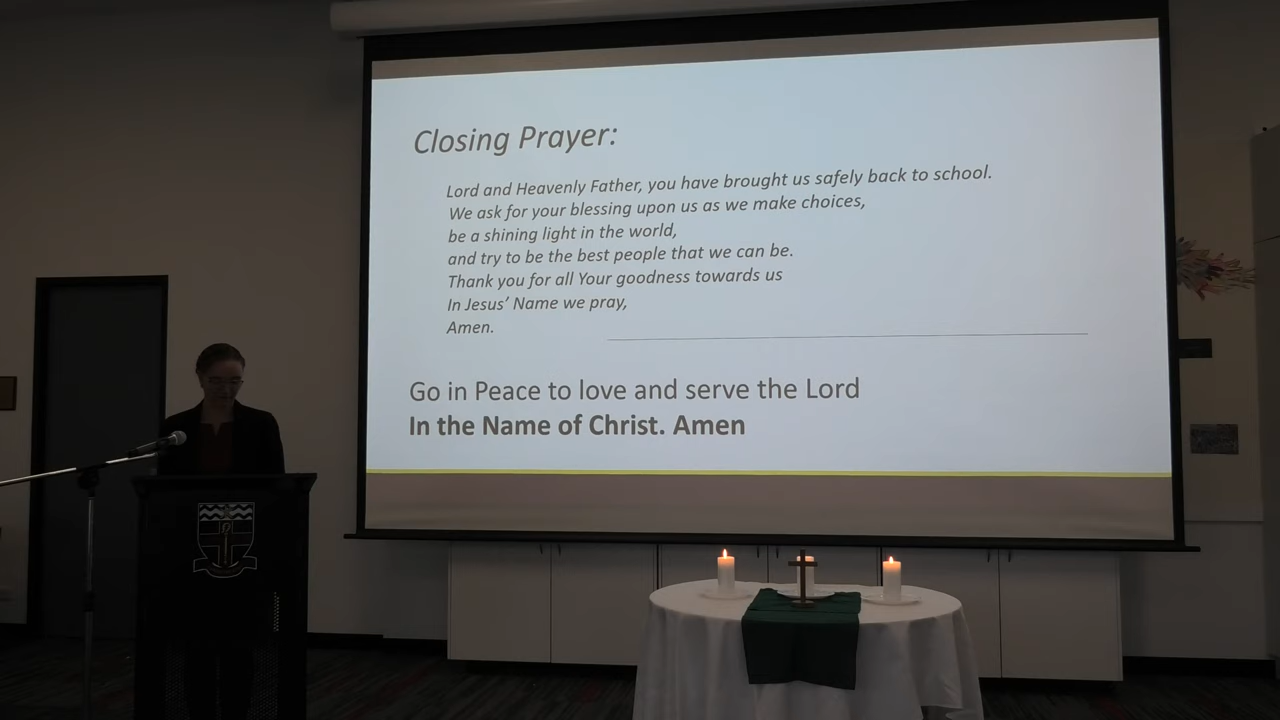 Closing Prayer:
Lord and Heavenly Father, you have brought us safely back to school.
We ask for your blessing upon us as we make choices,
be a shining light in the world,
and try to be the best people that we can be.
Thank you for all Your goodness towards us
In Jesus' Name we pray,
Amen.
Go in Peace to love and serve the Lord
In the Name of Christ. Amen